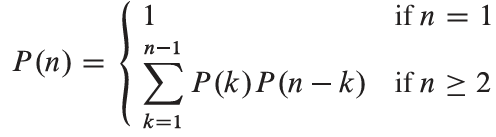 P(n) = { 1 if n = 1
∑_{k=1}^{n−1} P(k)P(n − k) if n ≥ 2